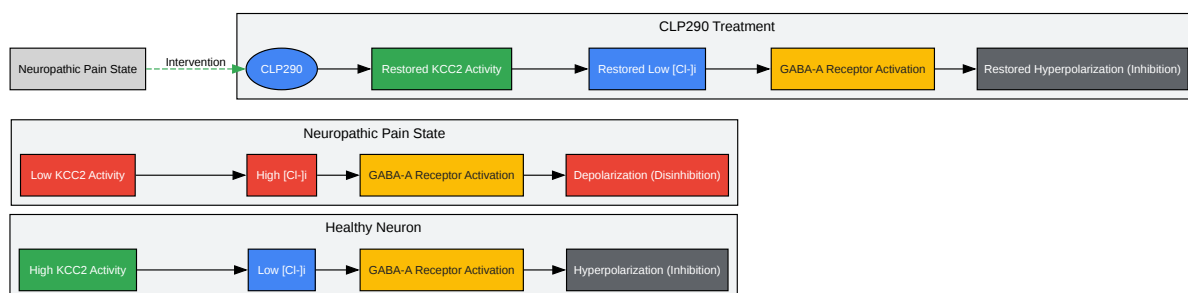 CLP290 Treatment
Neuropathic Pain State
Intervention
CLP290
Restored KCC2 Activity
Restored Low [Cl-]i
GABA-A Receptor Activation
Restored Hyperpolarization (Inhibition)
Neuropathic Pain State
Low KCC2 Activity
High [Cl-]i
GABA-A Receptor Activation
Depolarization (Disinhibition)
Healthy Neuron
High KCC2 Activity
Low [Cl-]i
GABA-A Receptor Activation
Hyperpolarization (Inhibition)